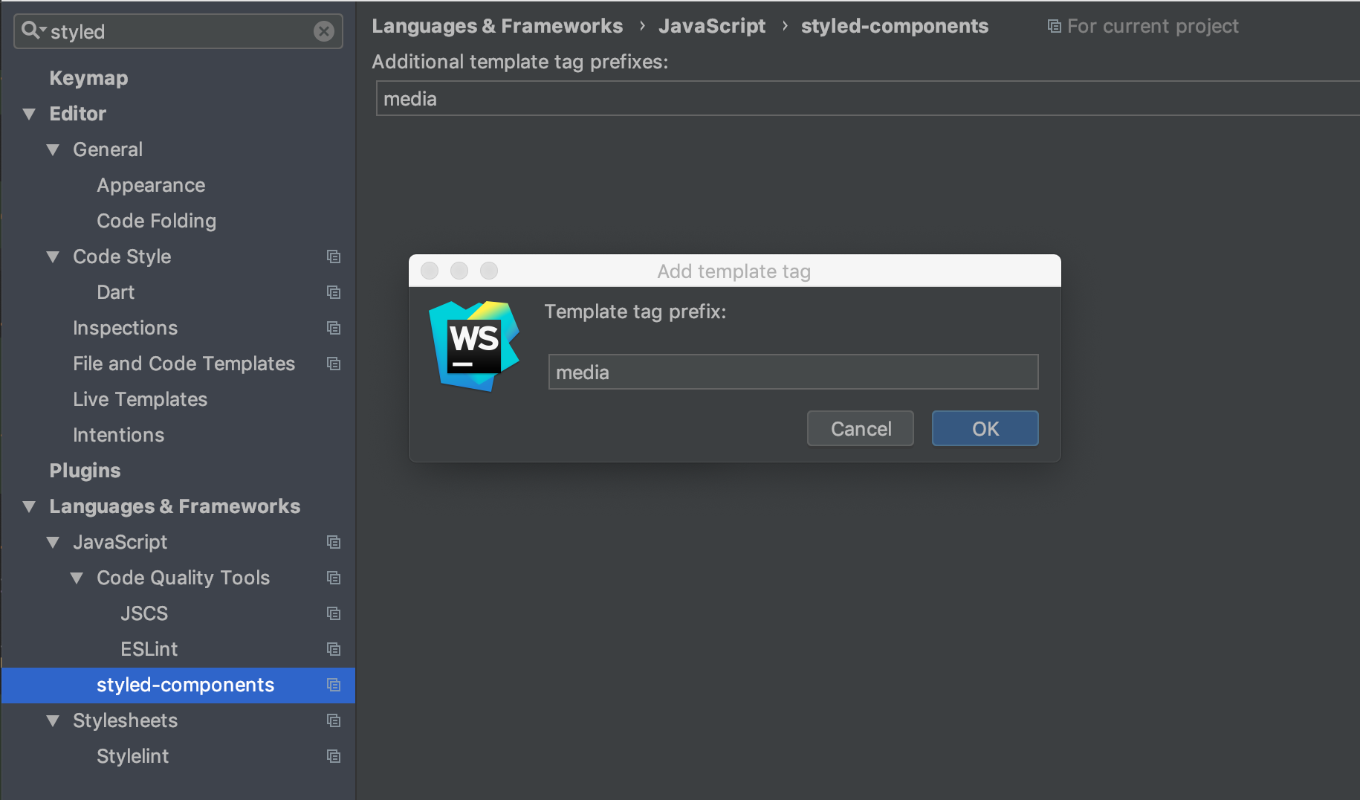 styled
Keymap
Editor
General
Appearance
Code Folding
Code Style
Dart
Inspections
File and Code Templates
Live Templates
Intentions
Plugins
Languages & Frameworks
JavaScript
Code Quality Tools
JSCS
ESLint
styled-components
Stylesheets
Stylelint
Languages & Frameworks › JavaScript › styled-components For current project
Additional template tag prefixes:
media
Add template tag
WS
Template tag prefix:
media
Cancel OK